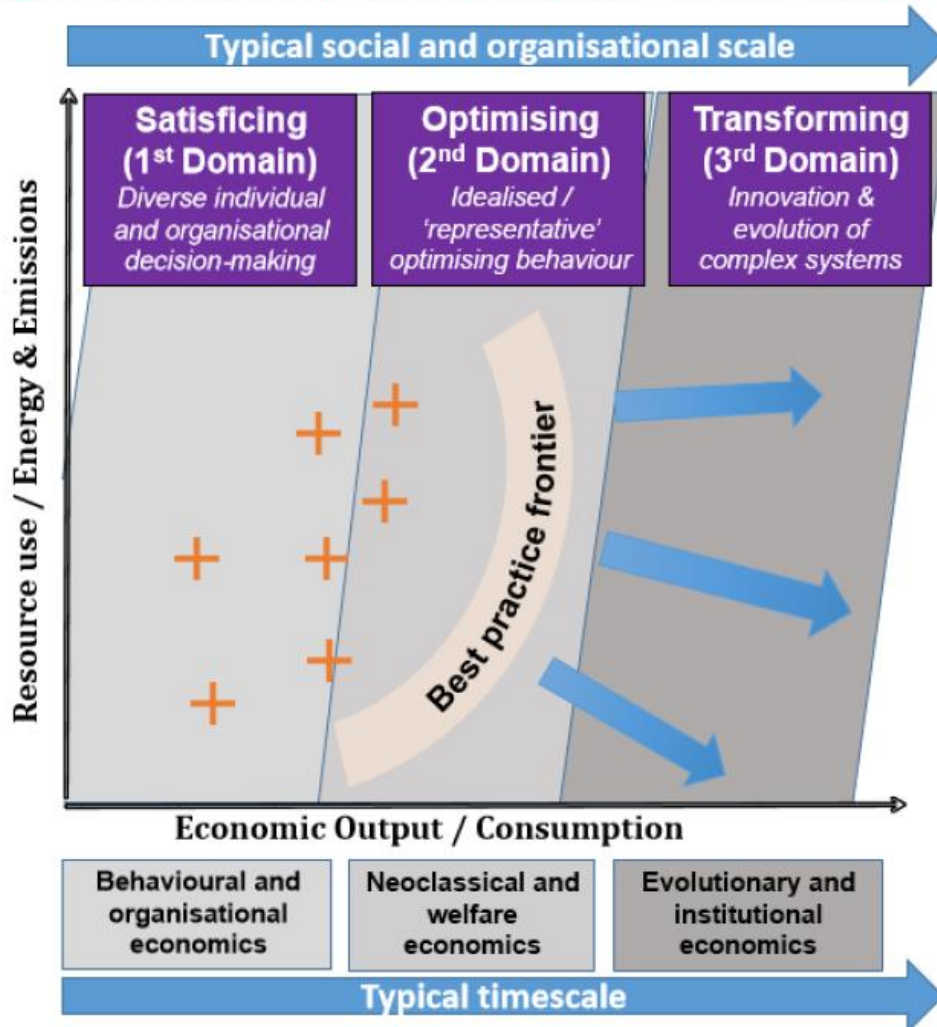 Typical social and organisational scale
Satisficing
(1st Domain)
Diverse individual
and organisational
decision-making
Optimising
(2nd Domain)
Idealised /
'representative'
optimising behaviour
Transforming
(3rd Domain)
Innovation &
evolution of
complex systems
Resource use / Energy & Emissions
Best practice frontier
Economic Output / Consumption
Behavioural and
organisational
economics
Neoclassical and
welfare
economics
Evolutionary and
institutional
economics
Typical timescale